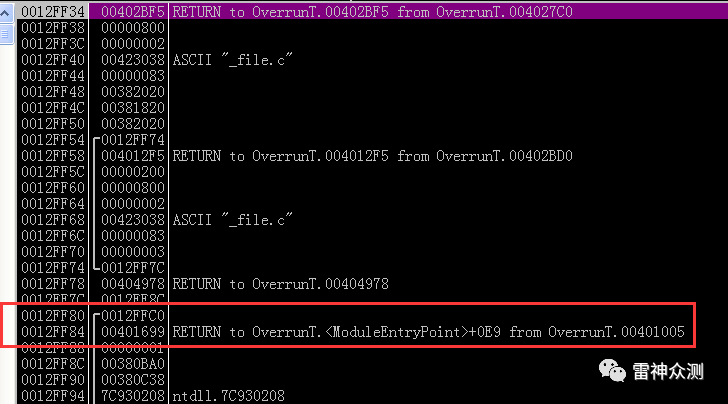 0012FF34 00402BF5 RETURN to OverrunT.00402BF5 from OverrunT.004027C0
0012FF38 00000800
0012FF3C 00000002
0012FF40 00423038 ASCII "_file.c"
0012FF44 00000083
0012FF48 00382020
0012FF4C 00381820
0012FF50 00382020
0012FF54 0012FF74
0012FF58 004012F5 RETURN to OverrunT.004012F5 from OverrunT.00402BD0
0012FF5C 00000200
0012FF60 00000800
0012FF64 00000002
0012FF68 00423038 ASCII "_file.c"
0012FF6C 00000083
0012FF70 00000003
0012FF74 0012FF7C
0012FF78 00404978 RETURN to OverrunT.00404978
0012FF7C 0012FF8C
0012FF80 0012FFC0
0012FF84 00401699 RETURN to OverrunT.<ModuleEntryPoint>+0E9 from OverrunT.00401005
0012FF88 00000001
0012FF8C 00380BA0
0012FF90 00380C38
0012FF94 7C930208 ntdll.7C930208
雷神众测